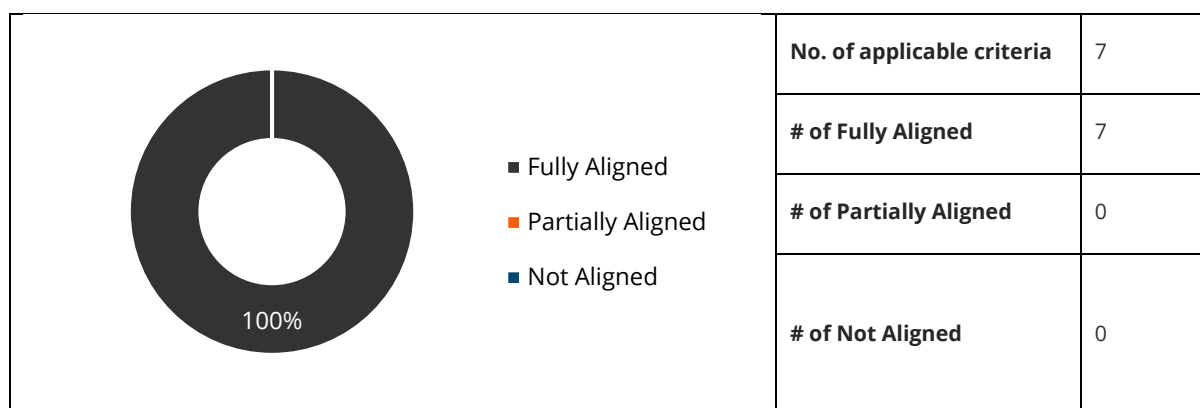 100%
Fully Aligned
Partially Aligned
Not Aligned
No. of applicable criteria 7
# of Fully Aligned 7
# of Partially Aligned 0
# of Not Aligned 0